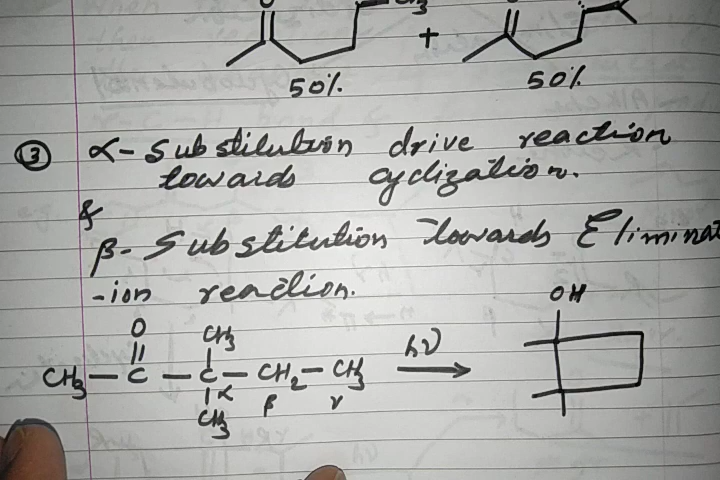 +
50%. 50%.
③ α-Substitution drive reaction
towards cyclization.
&
β-Substitution towards Eliminat
-ion reaction.
OH
O CH3
CH3 — C — C — CH2 — CH3 hν
α β γ
CH3